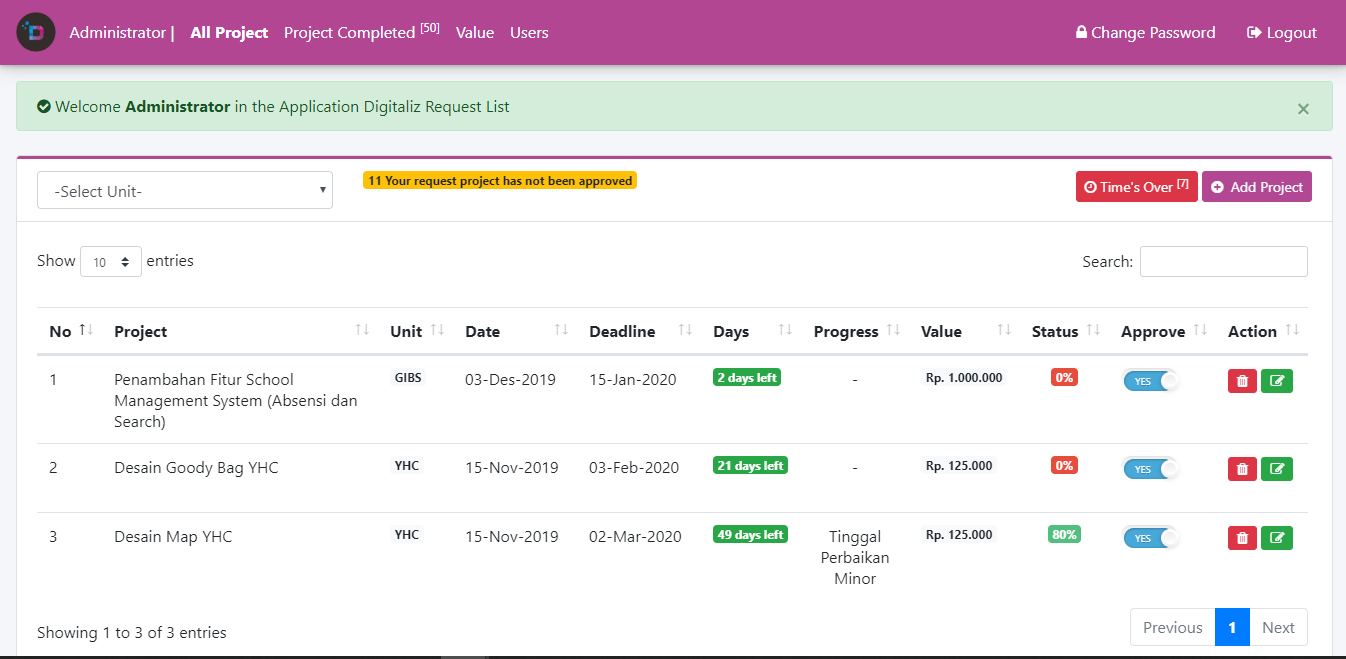 Administrator | All Project Project Completed [50] Value Users Change Password Logout
Welcome Administrator in the Application Digitaliz Request List ×
-Select Unit- 11 Your request project has not been approved Time's Over [7] Add Project
Show 10 entries Search:
No Project Unit Date Deadline Days Progress Value Status Approve Action
1 Penambahan Fitur School GIBS 03-Des-2019 15-Jan-2020 2 days left - Rp. 1.000.000 0% YES
Management System (Absensi dan
Search)
2 Desain Goody Bag YHC YHC 15-Nov-2019 03-Feb-2020 21 days left - Rp. 125.000 0% YES
3 Desain Map YHC YHC 15-Nov-2019 02-Mar-2020 49 days left Tinggal Rp. 125.000 80% YES
Perbaikan
Minor
Showing 1 to 3 of 3 entries Previous 1 Next